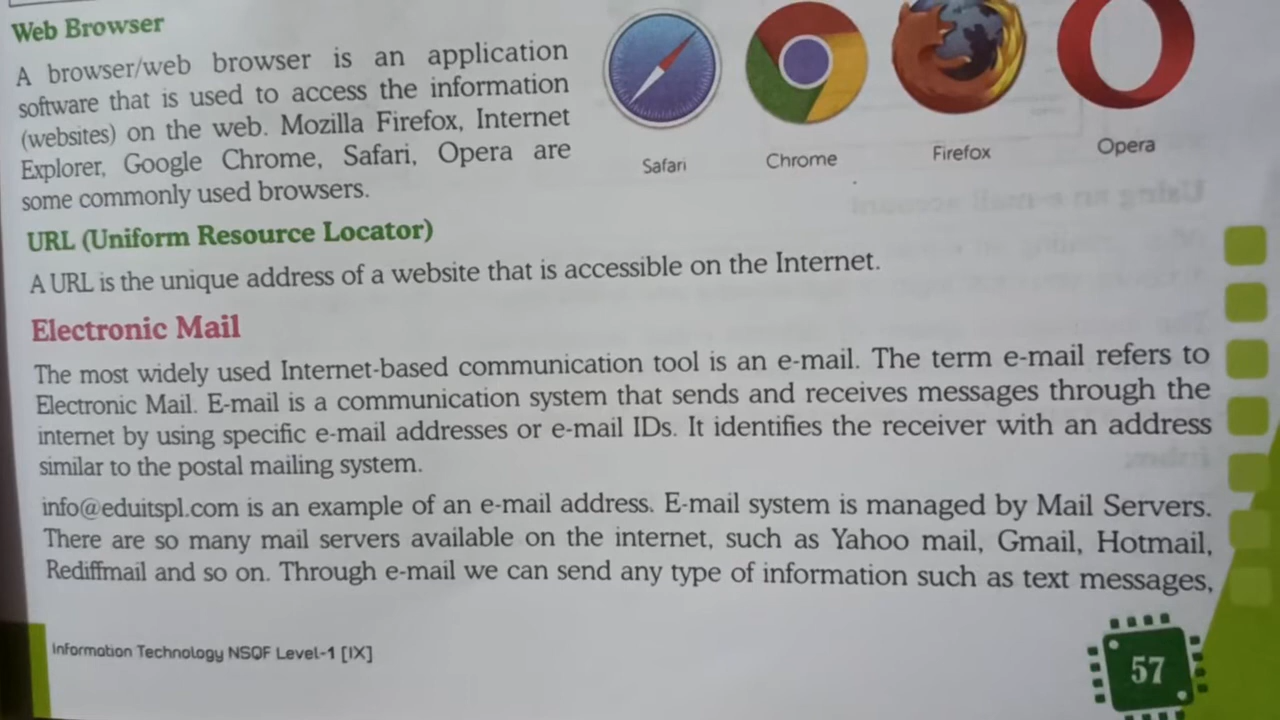 Web Browser
A browser/web browser is an application
software that is used to access the information
(websites) on the web. Mozilla Firefox, Internet
Explorer, Google Chrome, Safari, Opera are
some commonly used browsers.
Safari
Chrome
Firefox
Opera
URL (Uniform Resource Locator)
A URL is the unique address of a website that is accessible on the Internet.
Electronic Mail
The most widely used Internet-based communication tool is an e-mail. The term e-mail refers to
Electronic Mail. E-mail is a communication system that sends and receives messages through the
internet by using specific e-mail addresses or e-mail IDs. It identifies the receiver with an address
similar to the postal mailing system.
info@eduitspl.com is an example of an e-mail address. E-mail system is managed by Mail Servers.
There are so many mail servers available on the internet, such as Yahoo mail, Gmail, Hotmail,
Rediffmail and so on. Through e-mail we can send any type of information such as text messages,
Information Technology NSQF Level-1 [IX]
57